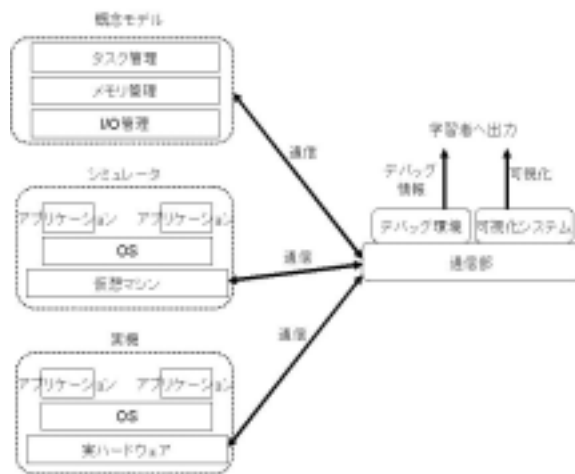 概念モデル
タスク管理
メモリ管理
I/O管理
通信
学習者へ出力
デバッグ
情報
可視化
シミュレータ
アプリケーション
アプリケーション
OS
仮想マシン
通信
デバッグ環境
可視化システム
通信部
通信
実機
アプリケーション
アプリケーション
OS
実ハードウェア